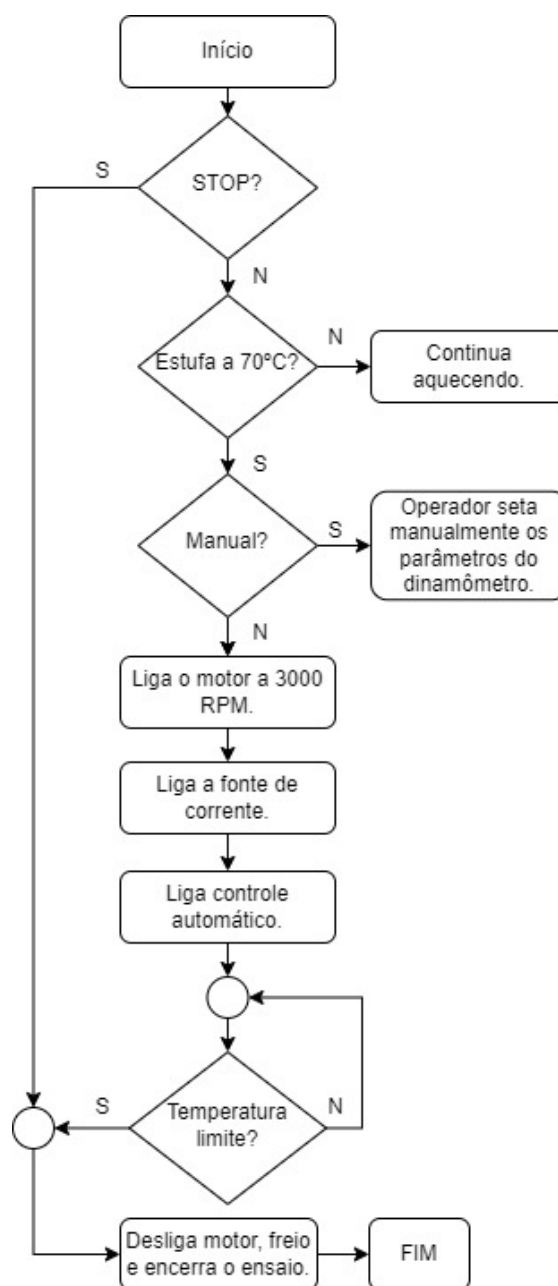 Início
S
STOP?
N
Estufa a 70°C?
N
Continua
aquecendo.
S
Manual?
S
Operador seta
manualmente os
parâmetros do
dinamômetro.
N
Liga o motor a 3000
RPM.
Liga a fonte de
corrente.
Liga controle
automático.
S
Temperatura
limite?
N
Desliga motor, freio
e encerra o ensaio.
FIM